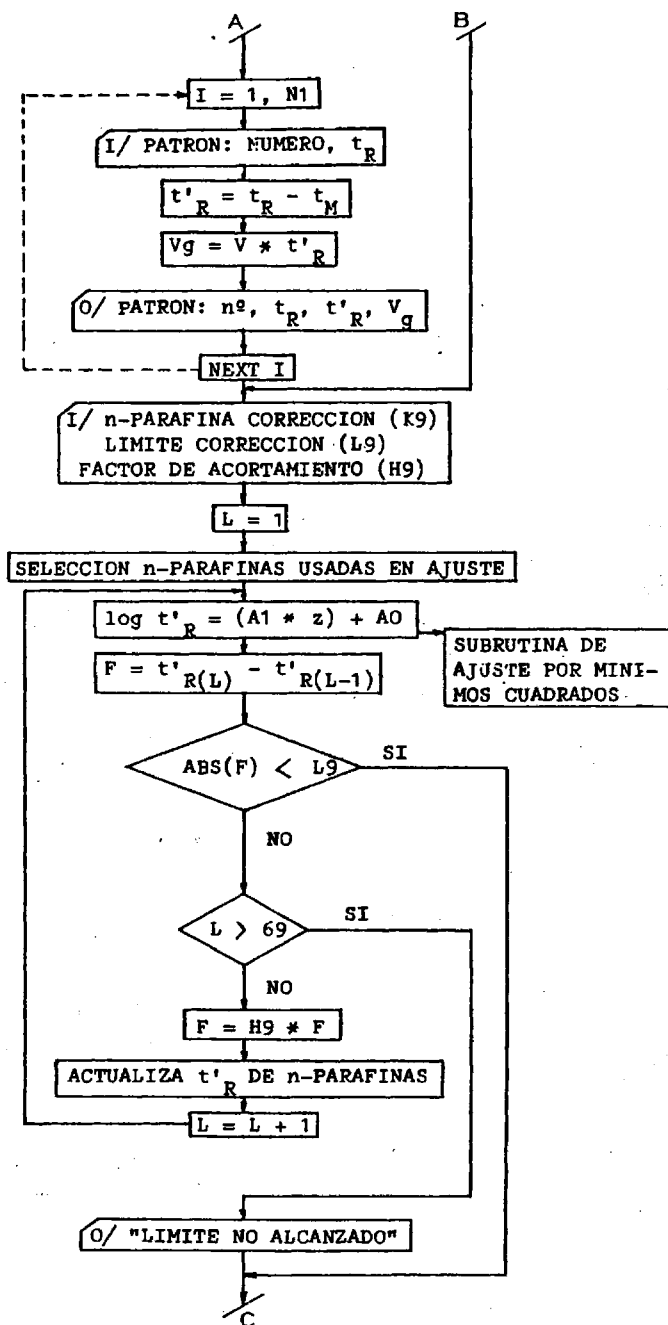 A
B
I = 1, N1
I/ PATRON: NUMERO, t_R
t'_R = t_R - t_M
Vg = V * t'_R
O/ PATRON: nº, t_R, t'_R, V_g
NEXT I
I/ n-PARAFINA CORRECCION (K9)
LIMITE CORRECCION (L9)
FACTOR DE ACORTAMIENTO (H9)
L = 1
SELECCION n-PARAFINAS USADAS EN AJUSTE
log t'_R = (A1 * z) + A0
SUBRUTINA DE
AJUSTE POR MINI-
MOS CUADRADOS
F = t'_R(L) - t'_R(L-1)
ABS(F) < L9
SI
NO
L > 69
SI
NO
F = H9 * F
ACTUALIZA t'_R DE n-PARAFINAS
L = L + 1
O/ "LIMITE NO ALCANZADO"
C